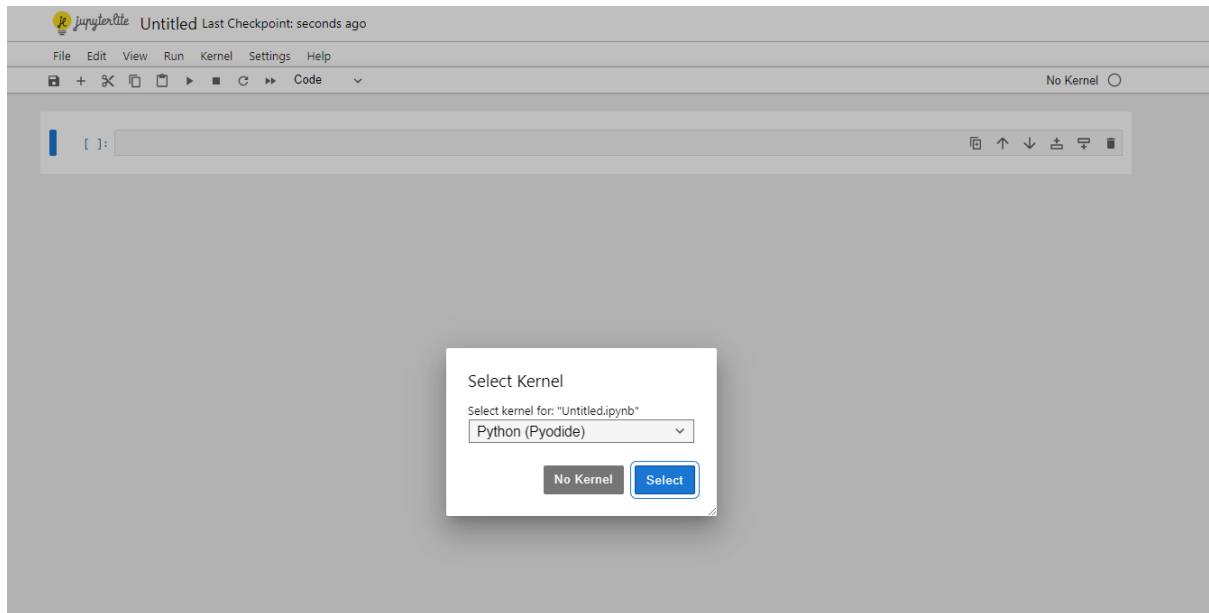 jupyterlite Untitled Last Checkpoint: seconds ago
File Edit View Run Kernel Settings Help
Code No Kernel
[ ]:
Select Kernel
Select kernel for: "Untitled.ipynb"
Python (Pyodide)
No Kernel Select